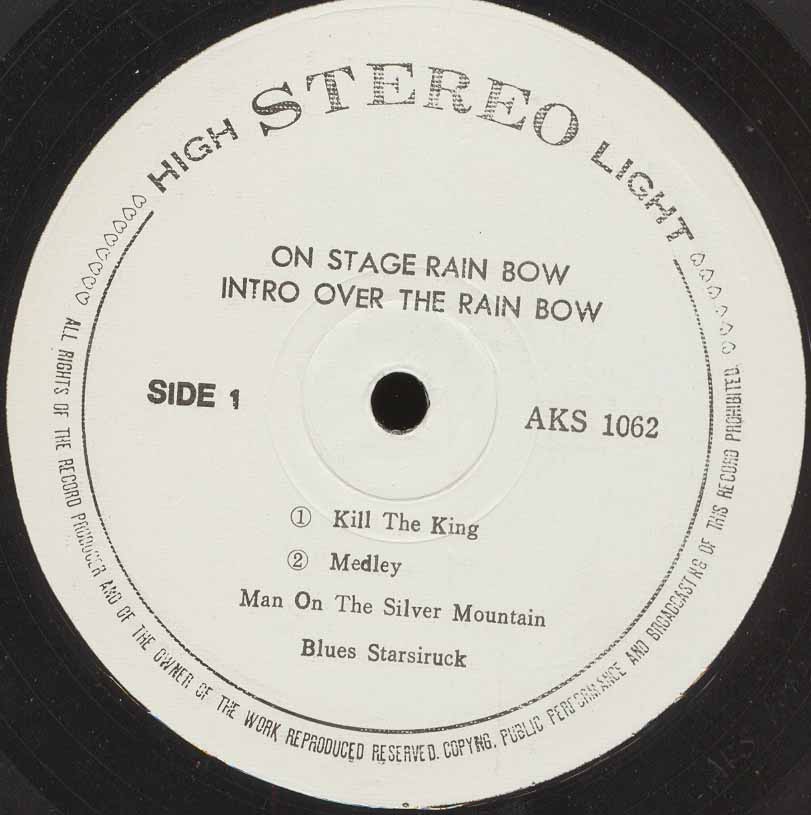 HIGH STEREO LIGHT
ON STAGE RAIN BOW
INTRO OVER THE RAIN BOW
SIDE 1
AKS 1062
① Kill The King
② Medley
Man On The Silver Mountain
Blues Starsiruck
ALL RIGHTS OF THE RECORD PRODUCER AND OF THE OWNER OF THE WORK REPRODUCED RESERVED. COPYING. PUBLIC PERFORMANCE AND BROADCASTING OF THIS RECORD PROHIBITED.